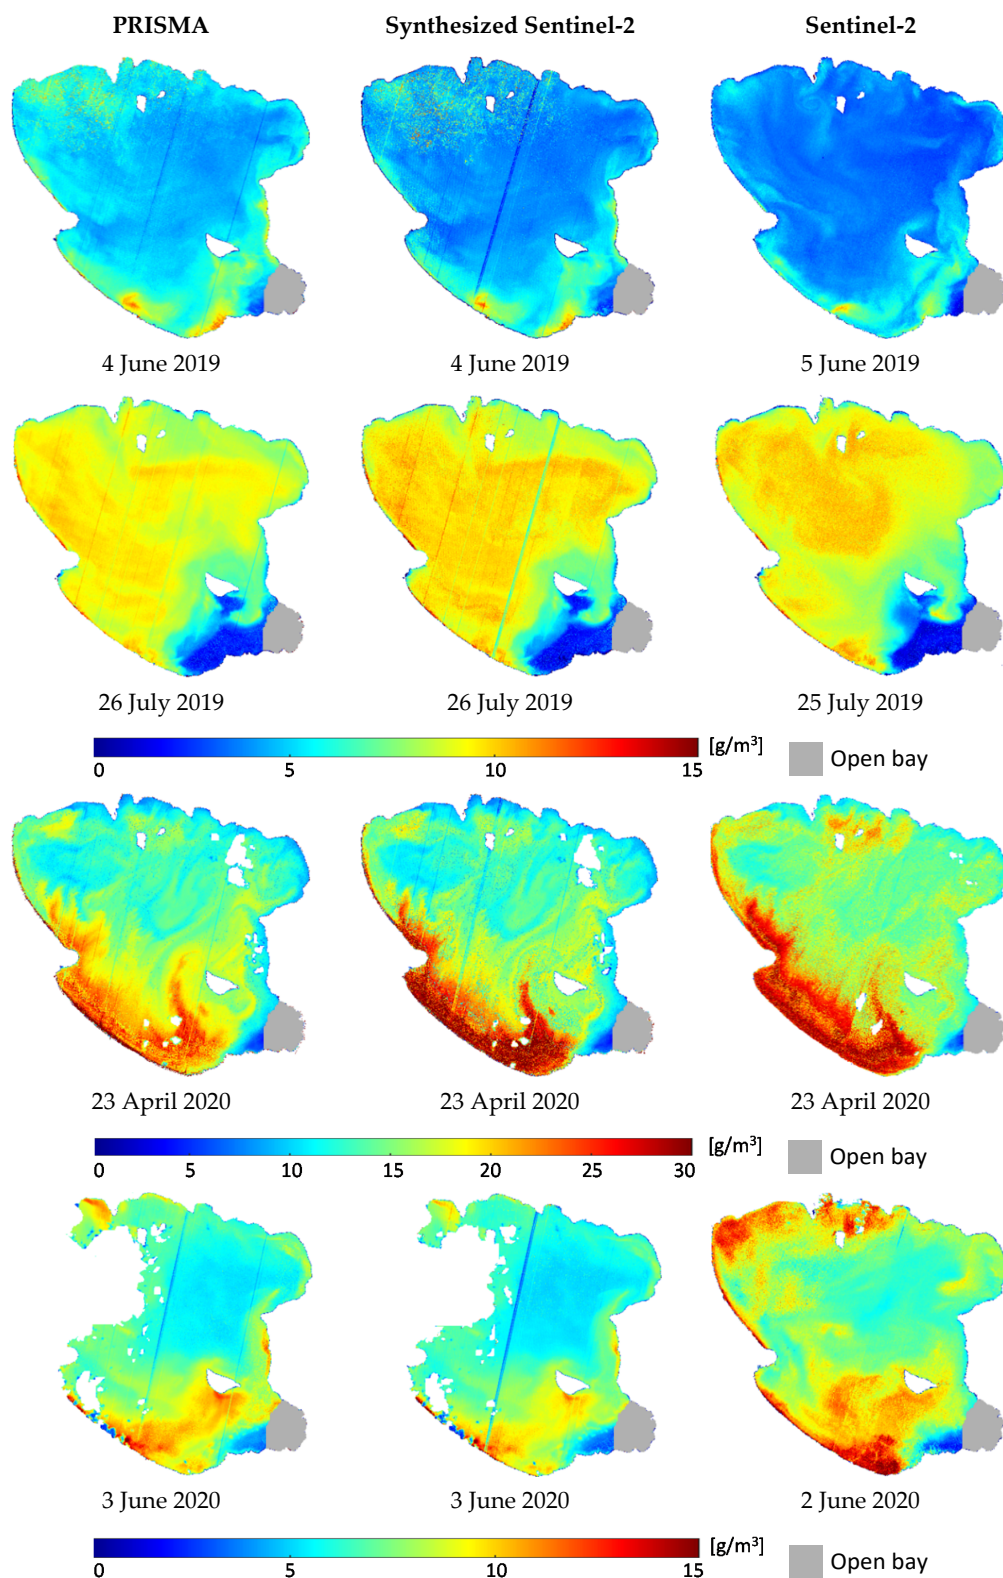 PRISMA Synthesized Sentinel-2 Sentinel-2
4 June 2019 4 June 2019 5 June 2019
26 July 2019 26 July 2019 25 July 2019
[g/m³]
0 5 10 15 Open bay
23 April 2020 23 April 2020 23 April 2020
[g/m³]
0 5 10 15 20 25 30 Open bay
3 June 2020 3 June 2020 2 June 2020
[g/m³]
0 5 10 15 Open bay